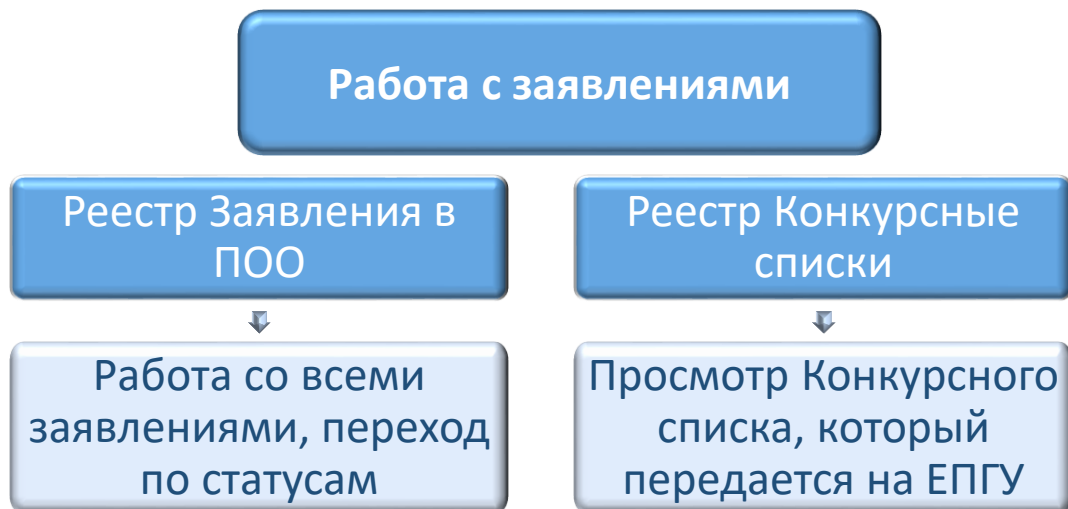 Работа с заявлениями
Реестр Заявления в
ПОО
Реестр Конкурсные
списки
Работа со всеми
заявлениями, переход
по статусам
Просмотр Конкурсного
списка, который
передается на ЕПГУ